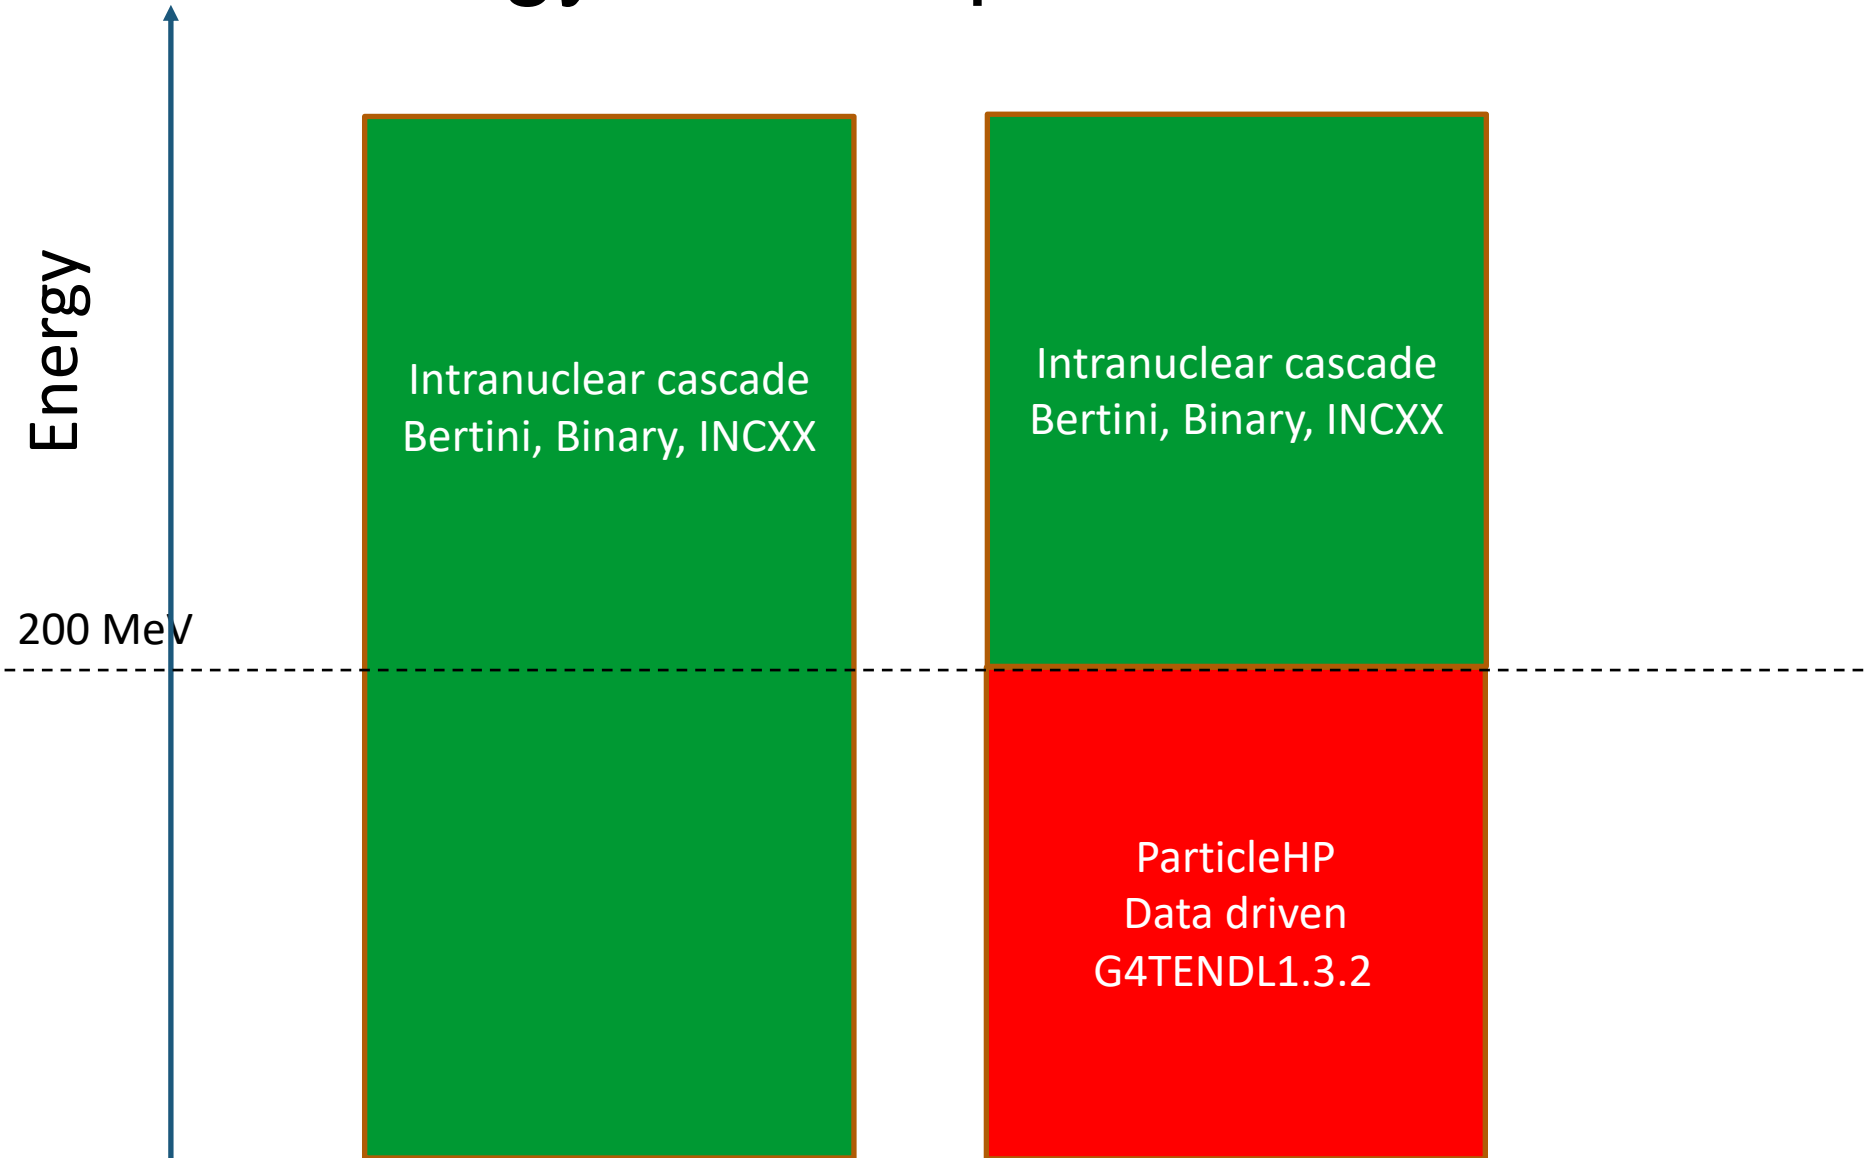 Energy
Intranuclear cascade
Bertini, Binary, INCXX
Intranuclear cascade
Bertini, Binary, INCXX
200 MeV
ParticleHP
Data driven
G4TENDL1.3.2